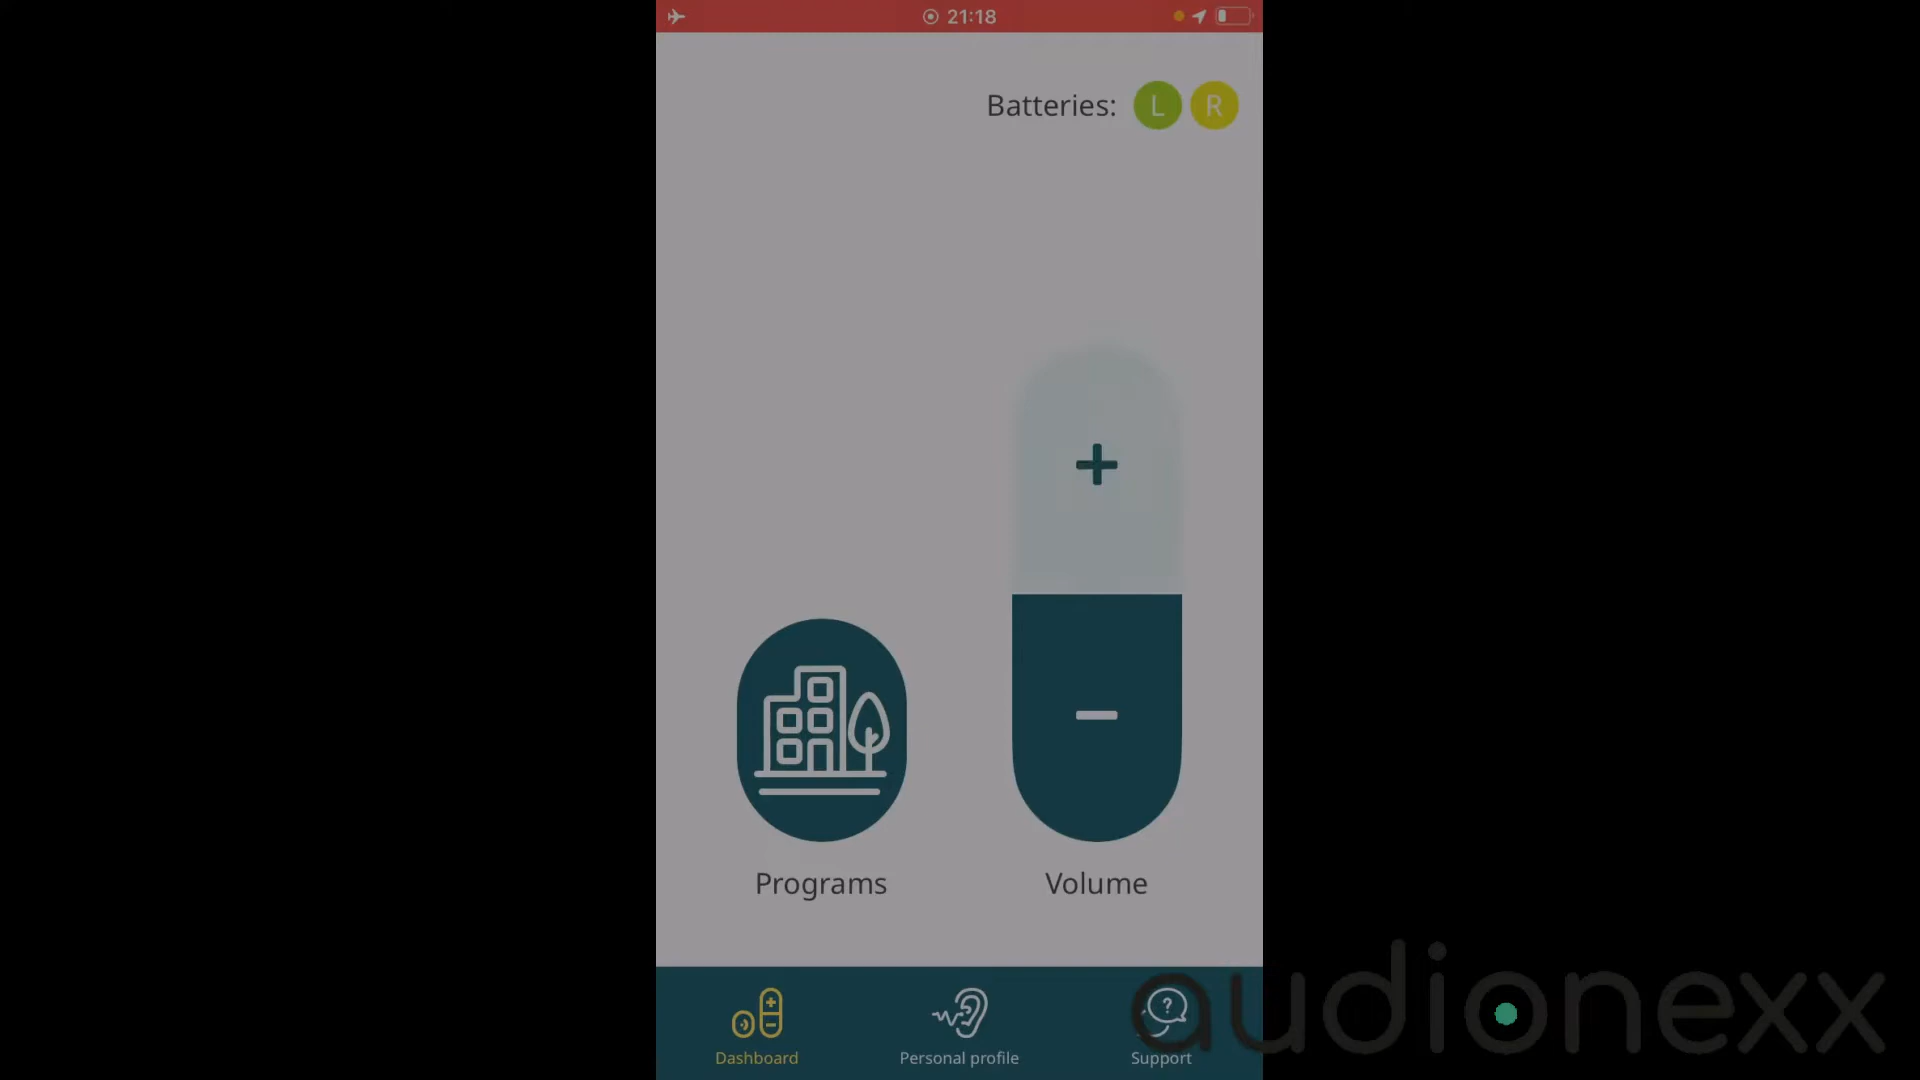 21:18
Batteries: L R
+
−
Programs
Volume
?
Dashboard
Personal profile
Support
audionexx